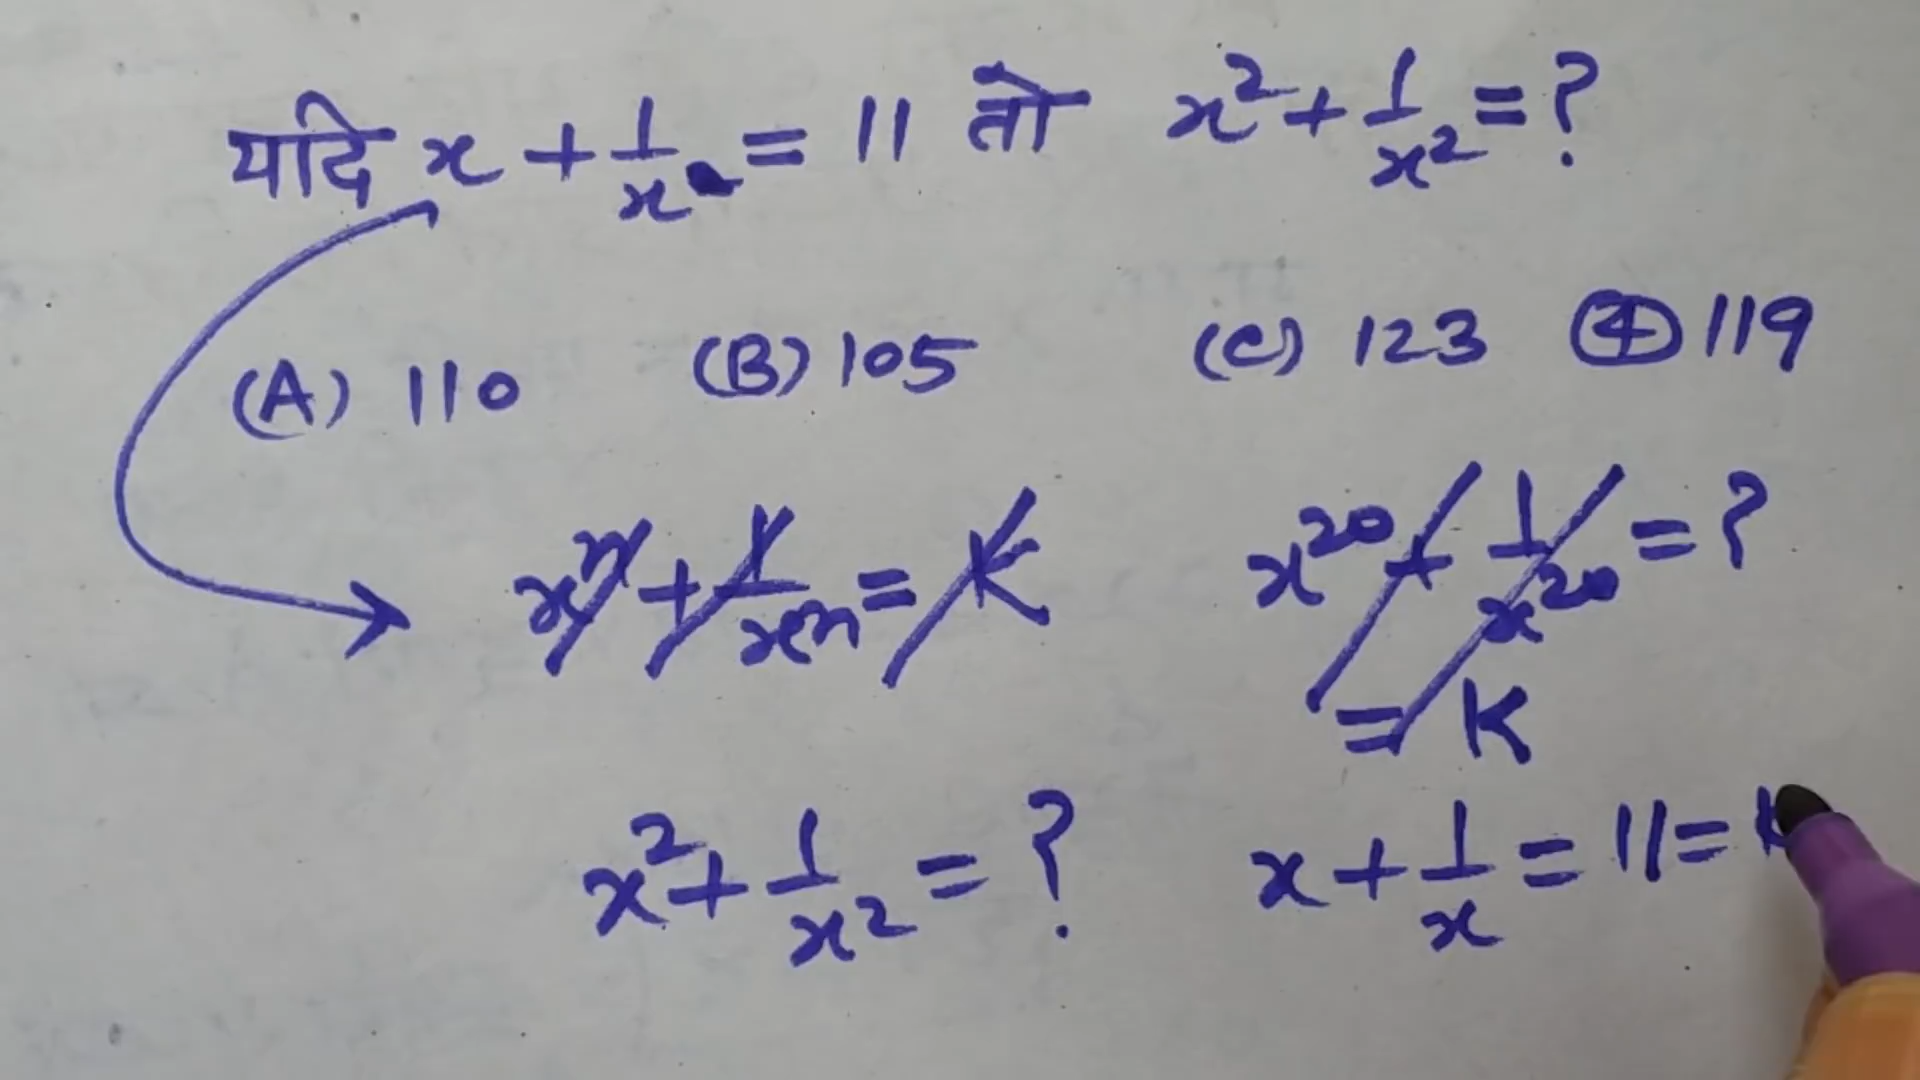 यदि x + 1/x = 11 तो x² + 1/x² = ?
(A) 110 (B) 105 (C) 123 (4) 119
xⁿ + 1/xⁿ = K x²⁰ + 1/x²⁰ = ?
= K
x² + 1/x² = ? x + 1/x = 11 =